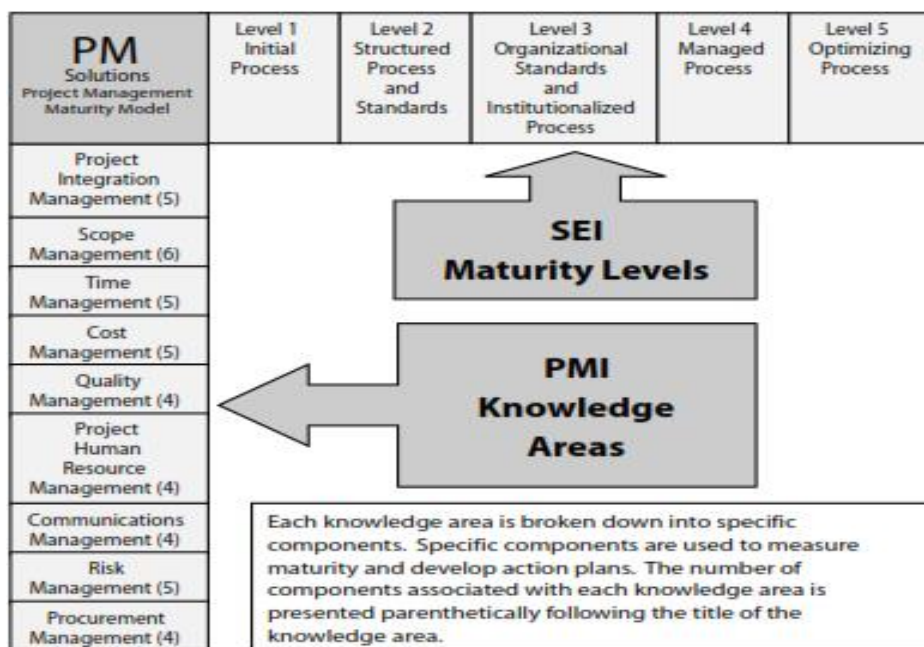 PM
Solutions
Project Management
Maturity Model
Level 1
Initial
Process
Level 2
Structured
Process
and
Standards
Level 3
Organizational
Standards
and
Institutionalized
Process
Level 4
Managed
Process
Level 5
Optimizing
Process
Project
Integration
Management (5)
Scope
Management (6)
Time
Management (5)
Cost
Management (5)
Quality
Management (4)
Project
Human
Resource
Management (4)
Communications
Management (4)
Risk
Management (5)
Procurement
Management (4)
SEI
Maturity Levels
PMI
Knowledge
Areas
Each knowledge area is broken down into specific
components. Specific components are used to measure
maturity and develop action plans. The number of
components associated with each knowledge area is
presented parenthetically following the title of the
knowledge area.